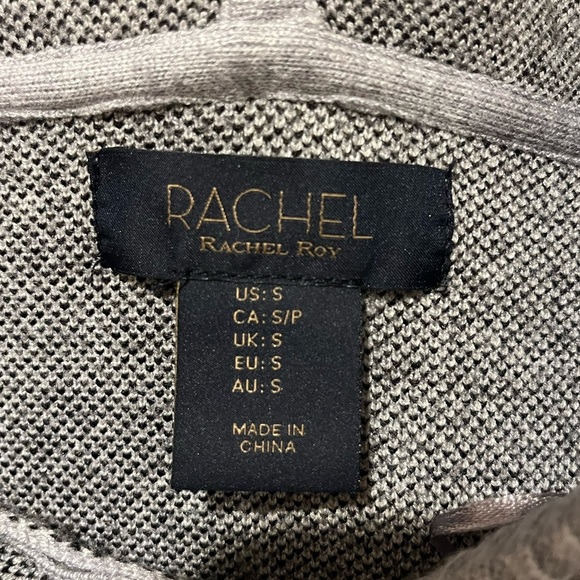 RACHEL
RACHEL ROY
US: S
CA: S/P
UK: S
EU: S
AU: S
MADE IN
CHINA